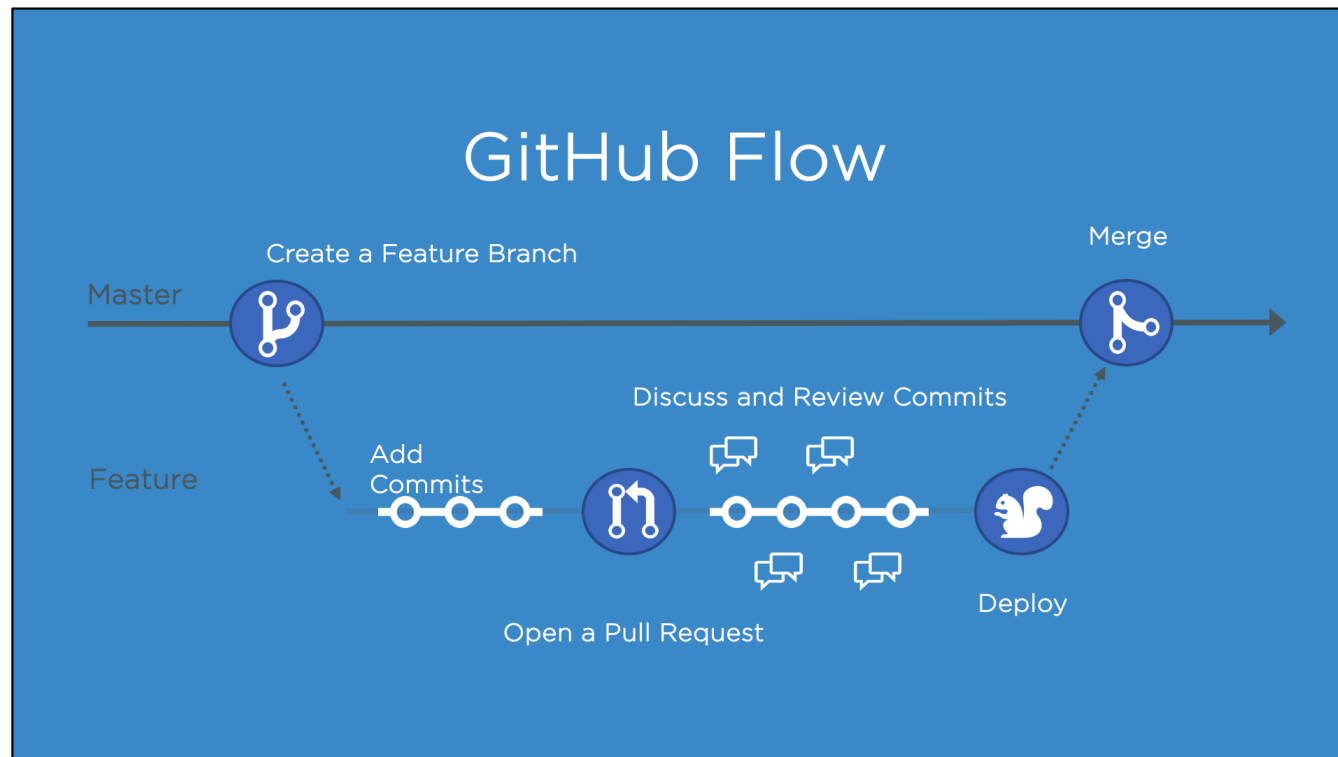 GitHub Flow
Create a Feature Branch
Merge
Master
Discuss and Review Commits
Add
Commits
Feature
Deploy
Open a Pull Request